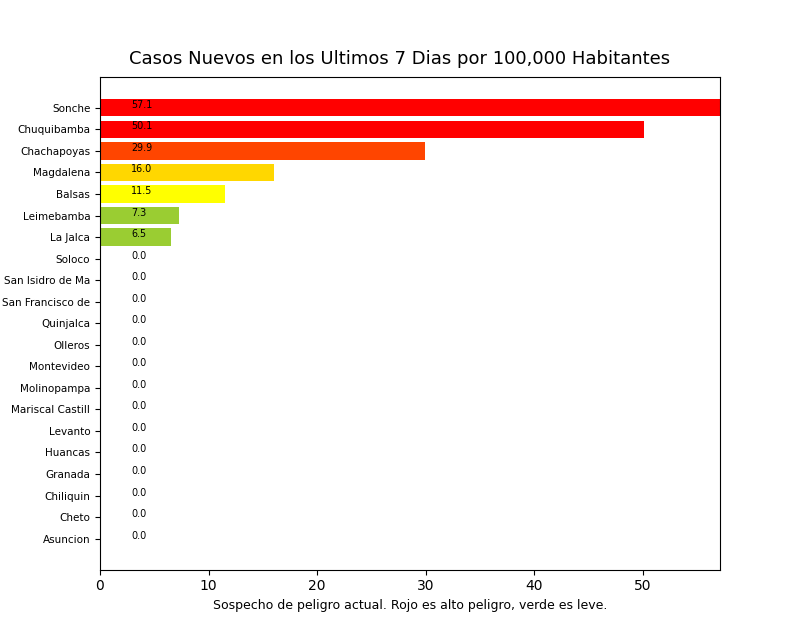 Casos Nuevos en los Ultimos 7 Dias por 100,000 Habitantes
Sonche 57.1
Chuquibamba 50.1
Chachapoyas 29.9
Magdalena 16.0
Balsas 11.5
Leimebamba 7.3
La Jalca 6.5
Soloco 0.0
San Isidro de Ma 0.0
San Francisco de 0.0
Quinjalca 0.0
Olleros 0.0
Montevideo 0.0
Molinopampa 0.0
Mariscal Castill 0.0
Levanto 0.0
Huancas 0.0
Granada 0.0
Chiliquin 0.0
Cheto 0.0
Asuncion 0.0
0 10 20 30 40 50
Sospecho de peligro actual. Rojo es alto peligro, verde es leve.